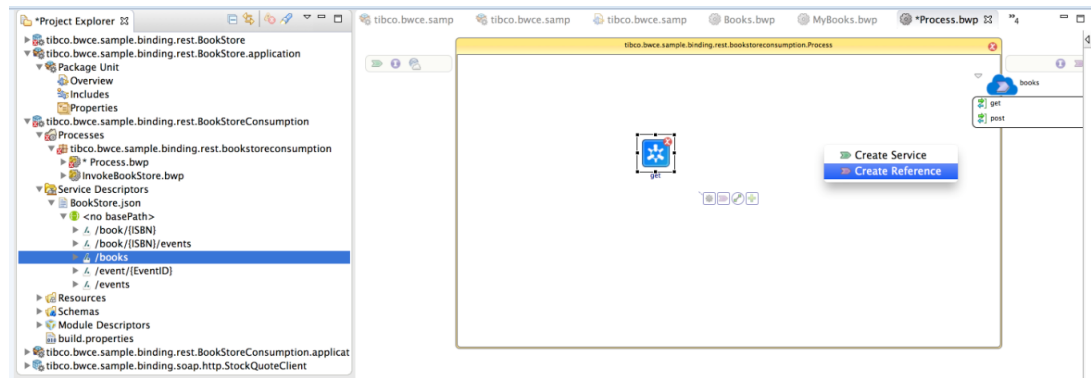 *Project Explorer
tibco.bwce.samp
tibco.bwce.samp
tibco.bwce.samp
Books.bwp
MyBooks.bwp
*Process.bwp
»4
tibco.bwce.sample.binding.rest.BookStore
tibco.bwce.sample.binding.rest.BookStore.application
Package Unit
Overview
Includes
Properties
tibco.bwce.sample.binding.rest.BookStoreConsumption
Processes
tibco.bwce.sample.binding.rest.bookstoreconsumption
* Process.bwp
InvokeBookStore.bwp
Service Descriptors
BookStore.json
<no basePath>
/book/{ISBN}
/book/{ISBN}/events
/books
/event/{EventID}
/events
Resources
Schemas
Module Descriptors
build.properties
tibco.bwce.sample.binding.rest.BookStoreConsumption.applicat
tibco.bwce.sample.binding.soap.http.StockQuoteClient
tibco.bwce.sample.binding.rest.bookstoreconsumption.Process
get
Create Service
Create Reference
books
get
post